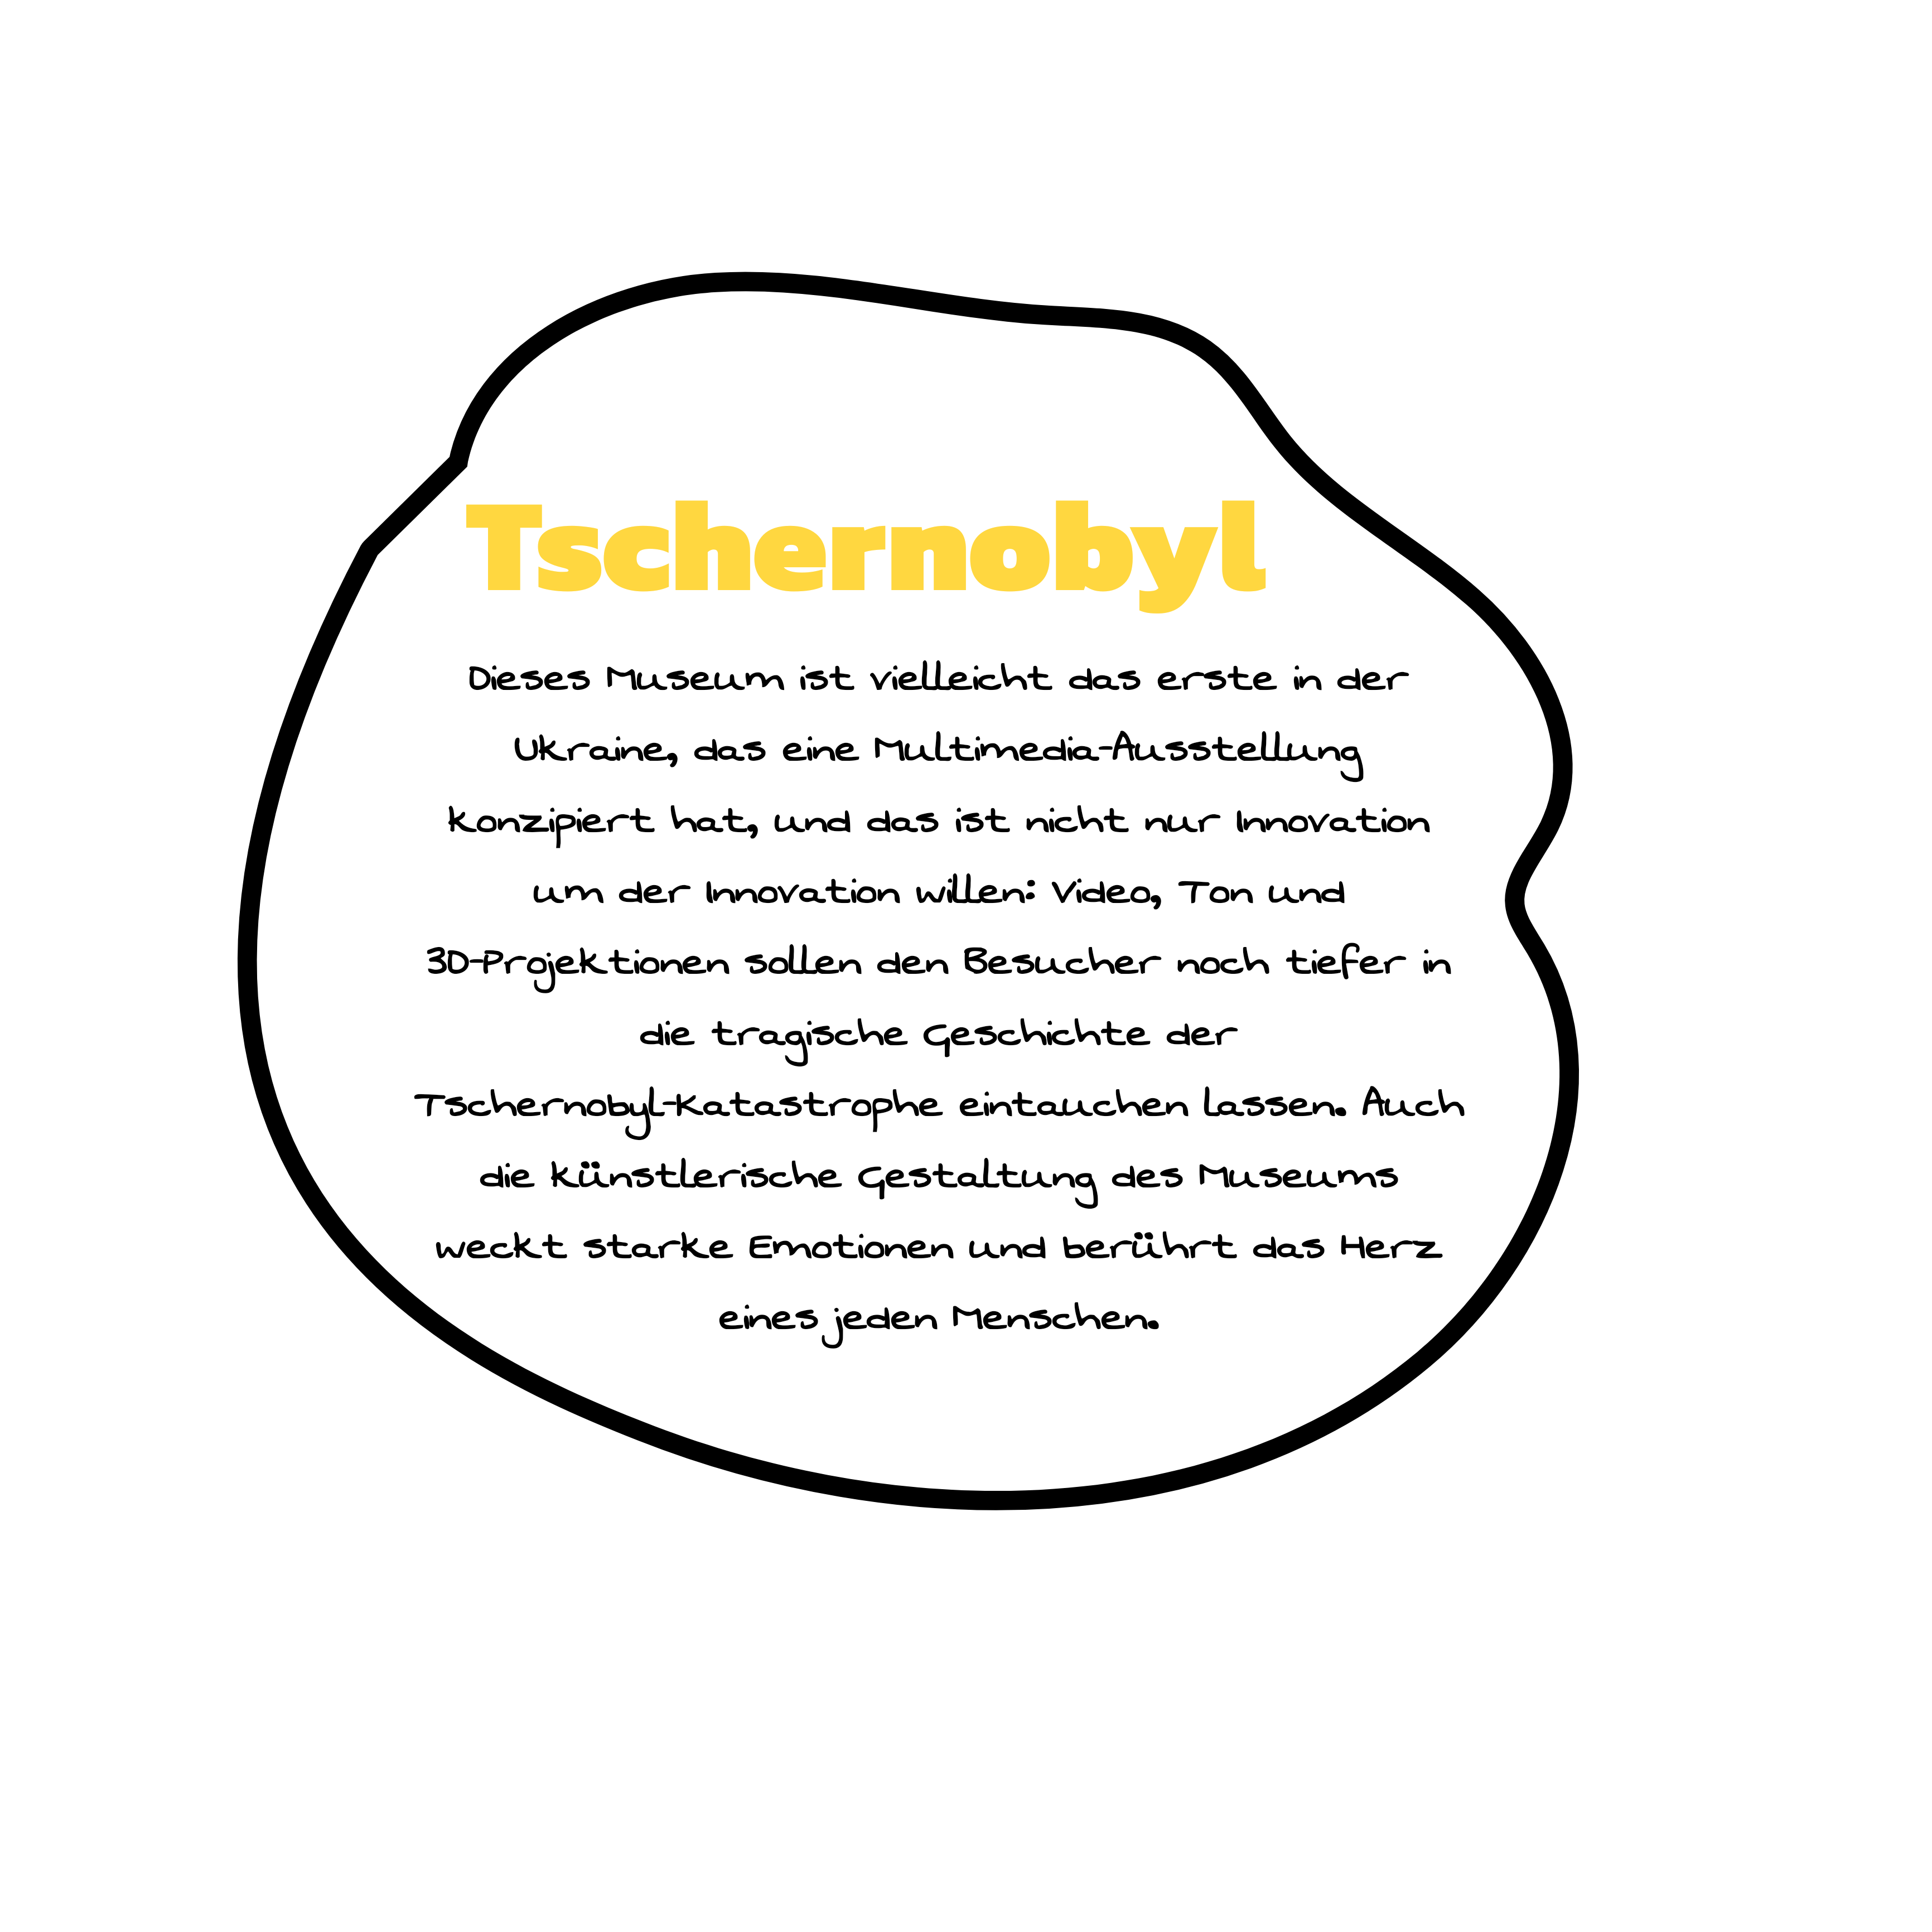 Tschernobyl
Dieses Museum ist vielleicht das erste in der
Ukraine, das eine Multimedia-Ausstellung
konzipiert hat, und das ist nicht nur Innovation
um der Innovation willen: Video, Ton und
3D-Projektionen sollen den Besucher noch tiefer in
die tragische Geschichte der
Tschernobyl-Katastrophe eintauchen lassen. Auch
die künstlerische Gestaltung des Museums
weckt starke Emotionen und berührt das Herz
eines jeden Menschen.